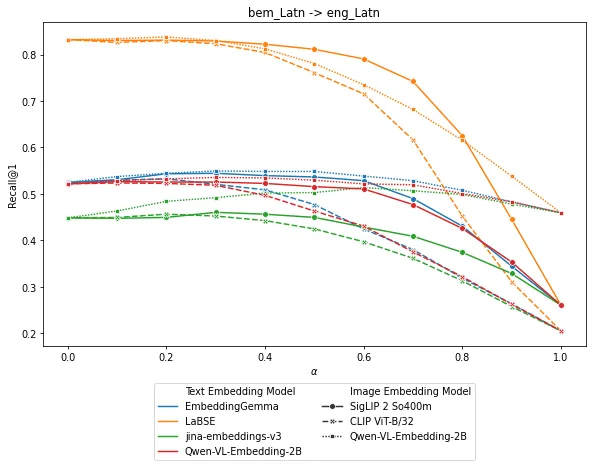 bem_Latn -> eng_Latn
Recall@1
0.8
0.7
0.6
0.5
0.4
0.3
0.2
0.0 0.2 0.4 0.6 0.8 1.0
α
Text Embedding Model
EmbeddingGemma
LaBSE
jina-embeddings-v3
Qwen-VL-Embedding-2B
Image Embedding Model
SigLIP 2 So400m
CLIP ViT-B/32
Qwen-VL-Embedding-2B